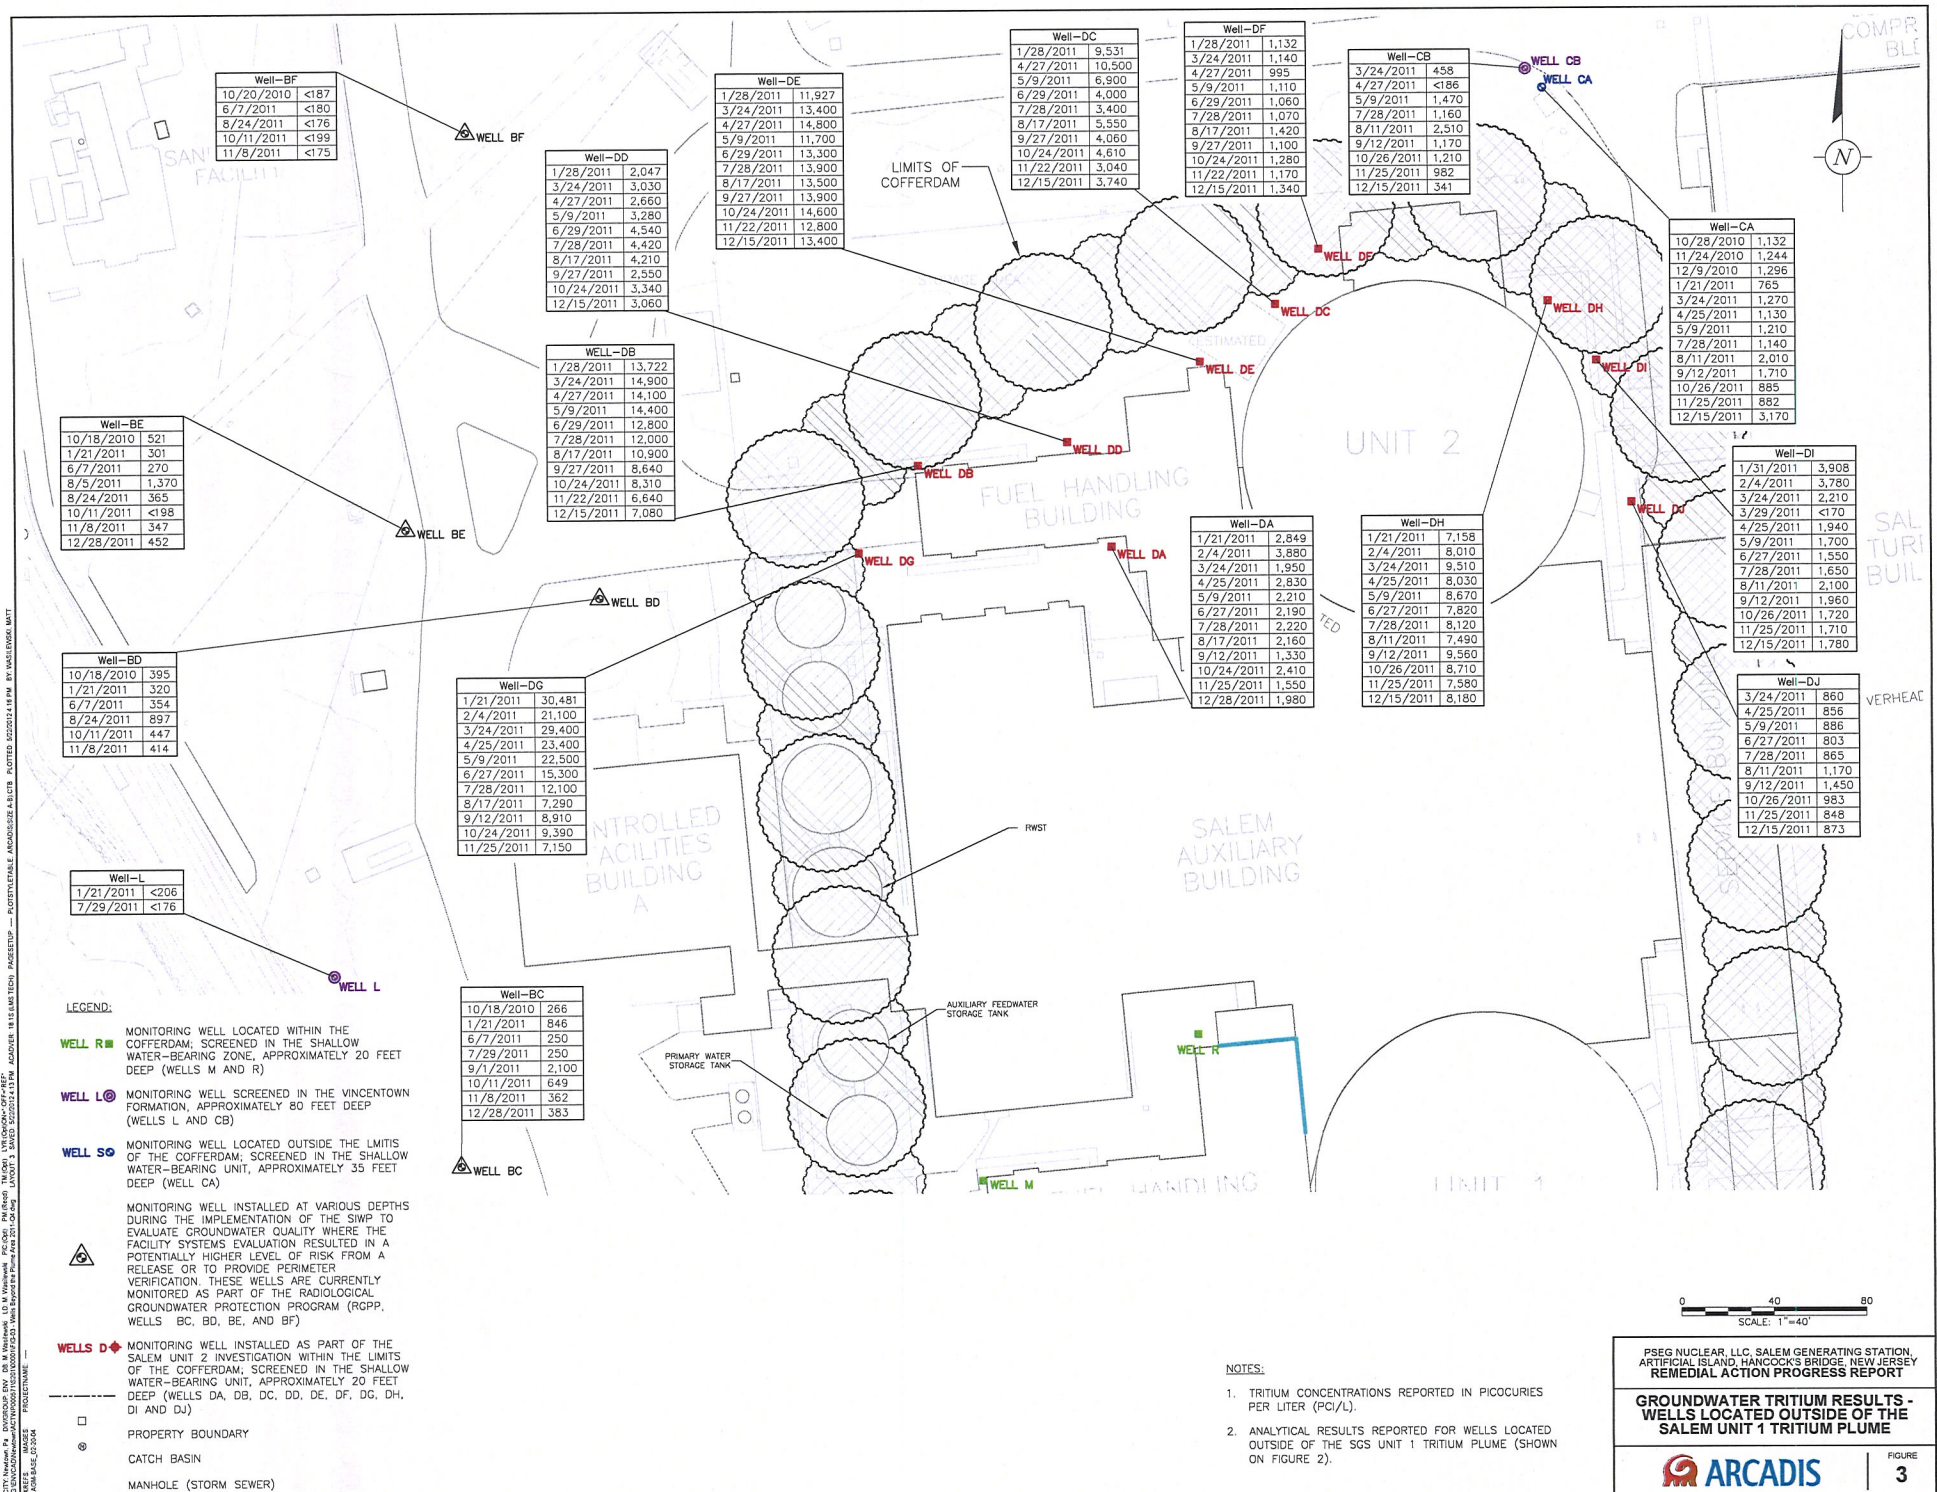 Well-BF
10/20/2010 <187
6/7/2011 <180
8/24/2011 <176
10/11/2011 <199
11/8/2011 <175
WELL BF
Well-DD
1/28/2011 2,047
3/24/2011 3,030
4/27/2011 2,660
5/9/2011 3,280
6/29/2011 4,540
7/28/2011 4,420
8/17/2011 4,210
9/27/2011 2,550
10/24/2011 3,340
12/15/2011 3,060
Well-DE
1/28/2011 11,927
3/24/2011 13,400
4/27/2011 14,800
5/9/2011 11,700
6/29/2011 13,300
7/28/2011 13,900
8/17/2011 13,500
9/27/2011 13,900
10/24/2011 14,600
11/22/2011 12,800
12/15/2011 13,400
Well-DC
1/28/2011 9,531
4/27/2011 10,500
5/9/2011 6,900
6/29/2011 4,000
7/28/2011 3,400
8/17/2011 5,550
9/27/2011 4,060
10/24/2011 4,610
11/22/2011 3,040
12/15/2011 3,740
Well-DF
1/28/2011 1,132
3/24/2011 1,140
4/27/2011 995
5/9/2011 1,110
6/29/2011 1,060
7/28/2011 1,070
8/17/2011 1,420
9/27/2011 1,100
10/24/2011 1,280
11/22/2011 1,170
12/15/2011 1,340
Well-CB
3/24/2011 458
4/27/2011 <186
5/9/2011 1,470
7/28/2011 1,160
8/11/2011 2,510
9/12/2011 1,170
10/26/2011 1,210
11/25/2011 982
12/15/2011 341
WELL CB
WELL CA
N
LIMITS OF
COFFERDAM
Well-CA
10/28/2010 1,132
11/24/2010 1,244
12/9/2010 1,296
1/21/2011 765
3/24/2011 1,270
4/25/2011 1,130
5/9/2011 1,210
7/28/2011 1,140
8/11/2011 2,010
9/12/2011 1,710
10/26/2011 885
11/25/2011 882
12/15/2011 3,170
WELL DF
WELL DC
WELL DH
ESTIMATED
WELL DE
WELL DI
WELL-DB
1/28/2011 13,722
3/24/2011 14,900
4/27/2011 14,100
5/9/2011 14,400
6/29/2011 12,800
7/28/2011 12,000
8/17/2011 10,900
9/27/2011 8,640
10/24/2011 8,310
11/22/2011 6,640
12/15/2011 7,080
Well-BE
10/18/2010 521
1/21/2011 301
6/7/2011 270
8/5/2011 1,370
8/24/2011 365
10/11/2011 <198
11/8/2011 347
12/28/2011 452
WELL BE
WELL DD
WELL DB
UNIT 2
FUEL HANDLING
BUILDING
WELL DJ
Well-DI
1/31/2011 3,908
2/4/2011 3,780
3/24/2011 2,210
3/29/2011 <170
4/25/2011 1,940
5/9/2011 1,700
6/27/2011 1,550
7/28/2011 1,650
8/11/2011 2,100
9/12/2011 1,960
10/26/2011 1,720
11/25/2011 1,710
12/15/2011 1,780
WELL DG
WELL DA
Well-DA
1/21/2011 2,849
2/4/2011 3,880
3/24/2011 1,950
4/25/2011 2,830
5/9/2011 2,210
6/27/2011 2,190
7/28/2011 2,220
8/17/2011 2,160
9/12/2011 1,330
10/24/2011 2,410
11/25/2011 1,550
12/28/2011 1,980
TED
Well-DH
1/21/2011 7,158
2/4/2011 8,010
3/24/2011 9,510
4/25/2011 8,030
5/9/2011 8,670
6/27/2011 7,820
7/28/2011 8,120
8/11/2011 7,490
9/12/2011 9,560
10/26/2011 8,710
11/25/2011 7,580
12/15/2011 8,180
WELL BD
Well-BD
10/18/2010 395
1/21/2011 320
6/7/2011 354
8/24/2011 897
10/11/2011 447
11/8/2011 414
Well-DG
1/21/2011 30,481
2/4/2011 21,100
3/24/2011 29,400
4/25/2011 23,400
5/9/2011 22,500
6/27/2011 15,300
7/28/2011 12,100
8/17/2011 7,290
9/12/2011 8,910
10/24/2011 9,390
11/25/2011 7,150
Well-DJ
3/24/2011 860
4/25/2011 856
5/9/2011 886
6/27/2011 803
7/28/2011 865
8/11/2011 1,170
9/12/2011 1,450
10/26/2011 983
11/25/2011 848
12/15/2011 873
VERHEAD
NTROLLED
ACILITIES
BUILDING
A
RWST
SALEM
AUXILIARY
BUILDING
Well-L
1/21/2011 <206
7/29/2011 <176
WELL L
Well-BC
10/18/2010 266
1/21/2011 846
6/7/2011 250
7/29/2011 250
9/1/2011 2,100
10/11/2011 649
11/8/2011 362
12/28/2011 383
WELL BC
AUXILIARY FEEDWATER
STORAGE TANK
PRIMARY WATER
STORAGE TANK
WELL R
WELL M
LEGEND:
WELL R MONITORING WELL LOCATED WITHIN THE
COFFERDAM; SCREENED IN THE SHALLOW
WATER-BEARING ZONE, APPROXIMATELY 20 FEET
DEEP (WELLS M AND R)
WELL L MONITORING WELL SCREENED IN THE VINCENTOWN
FORMATION, APPROXIMATELY 80 FEET DEEP
(WELLS L AND CB)
WELL S MONITORING WELL LOCATED OUTSIDE THE LMITIS
OF THE COFFERDAM; SCREENED IN THE SHALLOW
WATER-BEARING UNIT, APPROXIMATELY 35 FEET
DEEP (WELL CA)
MONITORING WELL INSTALLED AT VARIOUS DEPTHS
DURING THE IMPLEMENTATION OF THE SIWP TO
EVALUATE GROUNDWATER QUALITY WHERE THE
FACILITY SYSTEMS EVALUATION RESULTED IN A
POTENTIALLY HIGHER LEVEL OF RISK FROM A
RELEASE OR TO PROVIDE PERIMETER
VERIFICATION. THESE WELLS ARE CURRENTLY
MONITORED AS PART OF THE RADIOLOGICAL
GROUNDWATER PROTECTION PROGRAM (RGPP,
WELLS BC, BD, BE, AND BF)
WELLS D MONITORING WELL INSTALLED AS PART OF THE
SALEM UNIT 2 INVESTIGATION WITHIN THE LIMITS
OF THE COFFERDAM; SCREENED IN THE SHALLOW
WATER-BEARING UNIT, APPROXIMATELY 20 FEET
DEEP (WELLS DA, DB, DC, DD, DE, DF, DG, DH,
DI AND DJ)
PROPERTY BOUNDARY
CATCH BASIN
MANHOLE (STORM SEWER)
NOTES:
1. TRITIUM CONCENTRATIONS REPORTED IN PICOCURIES
PER LITER (PCI/L).
2. ANALYTICAL RESULTS REPORTED FOR WELLS LOCATED
OUTSIDE OF THE SGS UNIT 1 TRITIUM PLUME (SHOWN
ON FIGURE 2).
0 40 80
SCALE: 1"=40'
PSEG NUCLEAR, LLC, SALEM GENERATING STATION,
ARTIFICIAL ISLAND, HANCOCK'S BRIDGE, NEW JERSEY
REMEDIAL ACTION PROGRESS REPORT
GROUNDWATER TRITIUM RESULTS -
WELLS LOCATED OUTSIDE OF THE
SALEM UNIT 1 TRITIUM PLUME
ARCADIS
FIGURE
3